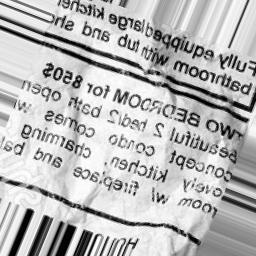 Fully equipped large kitchen
bathroom with tub and sho
TWO BEDROOM for 850$
Beautiful 2 bed/2 bath open
concept condo comes w
lovely kitchen, charming
room w/ fireplace and bal